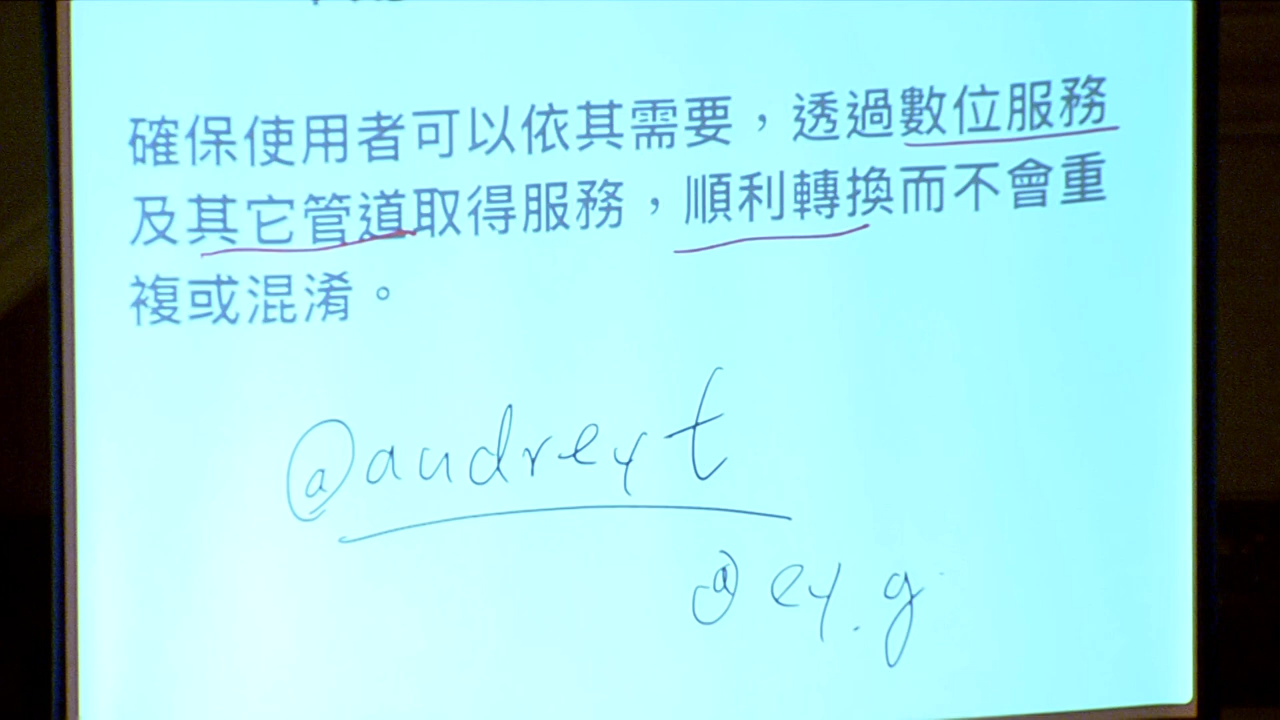 確保使用者可以依其需要,透過數位服務
及其它管道取得服務,順利轉換而不會重
複或混淆。
@audreyt
@ey.g